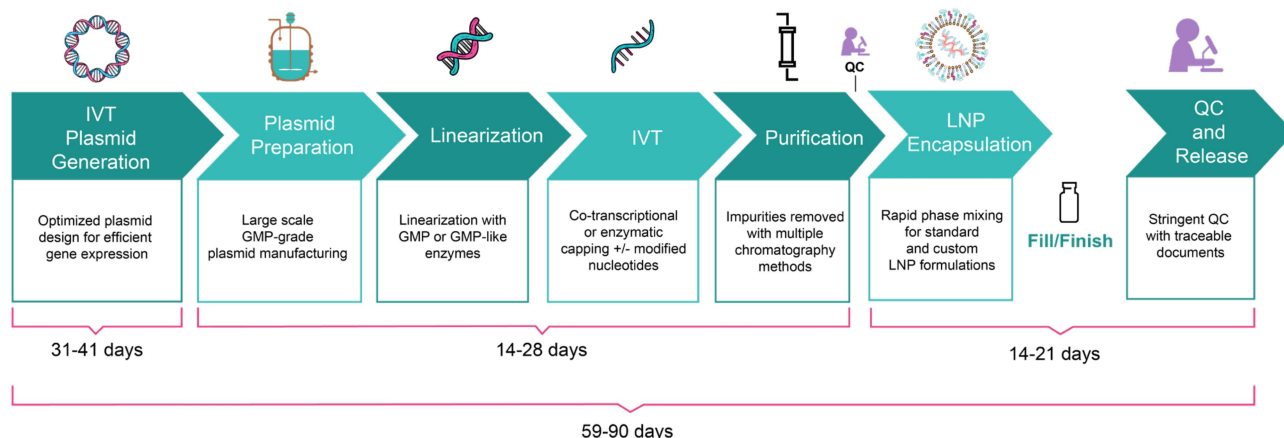 QC
IVT
Plasmid
Generation
Plasmid
Preparation
Linearization
IVT
Purification
LNP
Encapsulation
QC
and
Release
Optimized plasmid
design for efficient
gene expression
Large scale
GMP-grade
plasmid manufacturing
Linearization with
GMP or GMP-like
enzymes
Co-transcriptional
or enzymatic
capping +/- modified
nucleotides
Impurities removed
with multiple
chromatography
methods
Rapid phase mixing
for standard
and custom
LNP formulations
Fill/Finish
Stringent QC
with traceable
documents
31-41 days
14-28 days
14-21 days
59-90 days